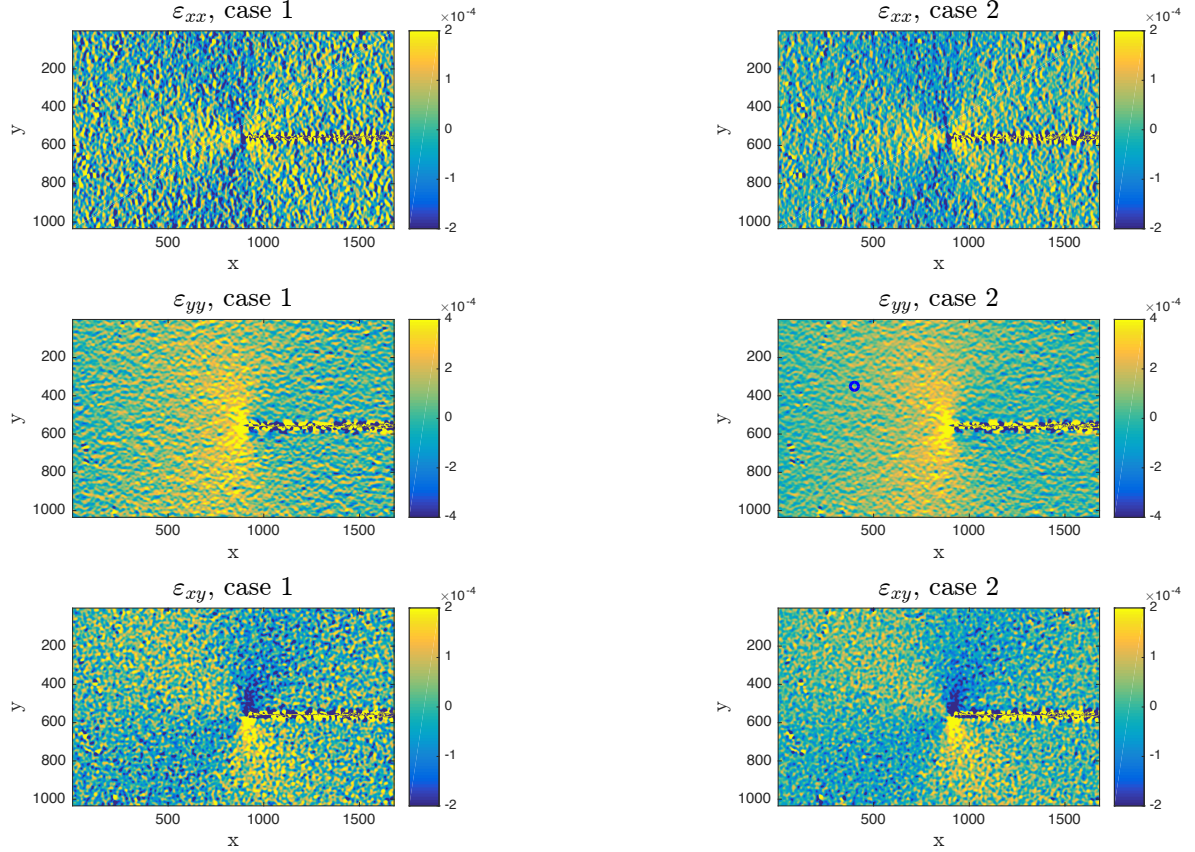 εxx, case 1
×10-4
2
200
1
400
y
0
600
800
-1
1000
-2
500 1000 1500
x
εxx, case 2
×10-4
2
200
1
400
y
0
600
800
-1
1000
-2
500 1000 1500
x
εyy, case 1
×10-4
4
200
2
400
y
0
600
800
-2
1000
-4
500 1000 1500
x
εyy, case 2
×10-4
4
200
2
400
y
0
600
800
-2
1000
-4
500 1000 1500
x
εxy, case 1
×10-4
2
200
1
400
y
0
600
800
-1
1000
-2
500 1000 1500
x
εxy, case 2
×10-4
2
200
1
400
y
0
600
800
-1
1000
-2
500 1000 1500
x